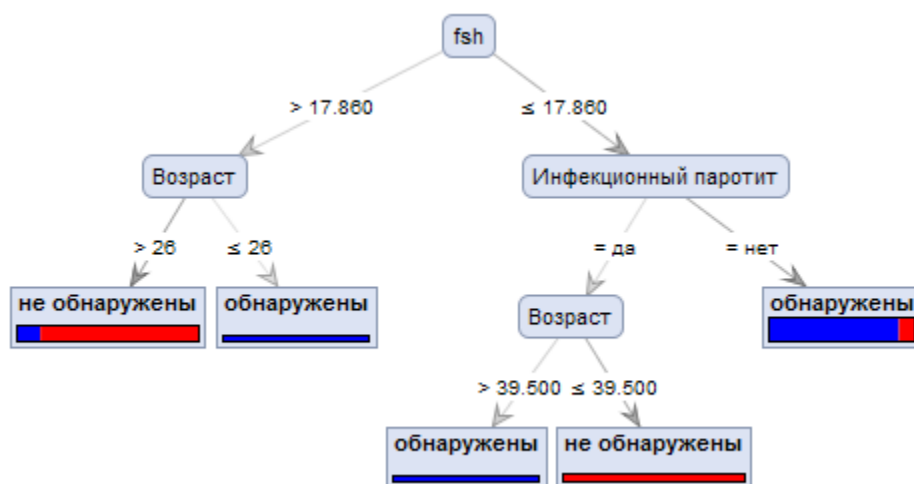 fsh
> 17.860
≤ 17.860
Возраст
Инфекционный паротит
> 26
≤ 26
= да
= нет
не обнаружены
обнаружены
Возраст
обнаружены
> 39.500
≤ 39.500
обнаружены
не обнаружены